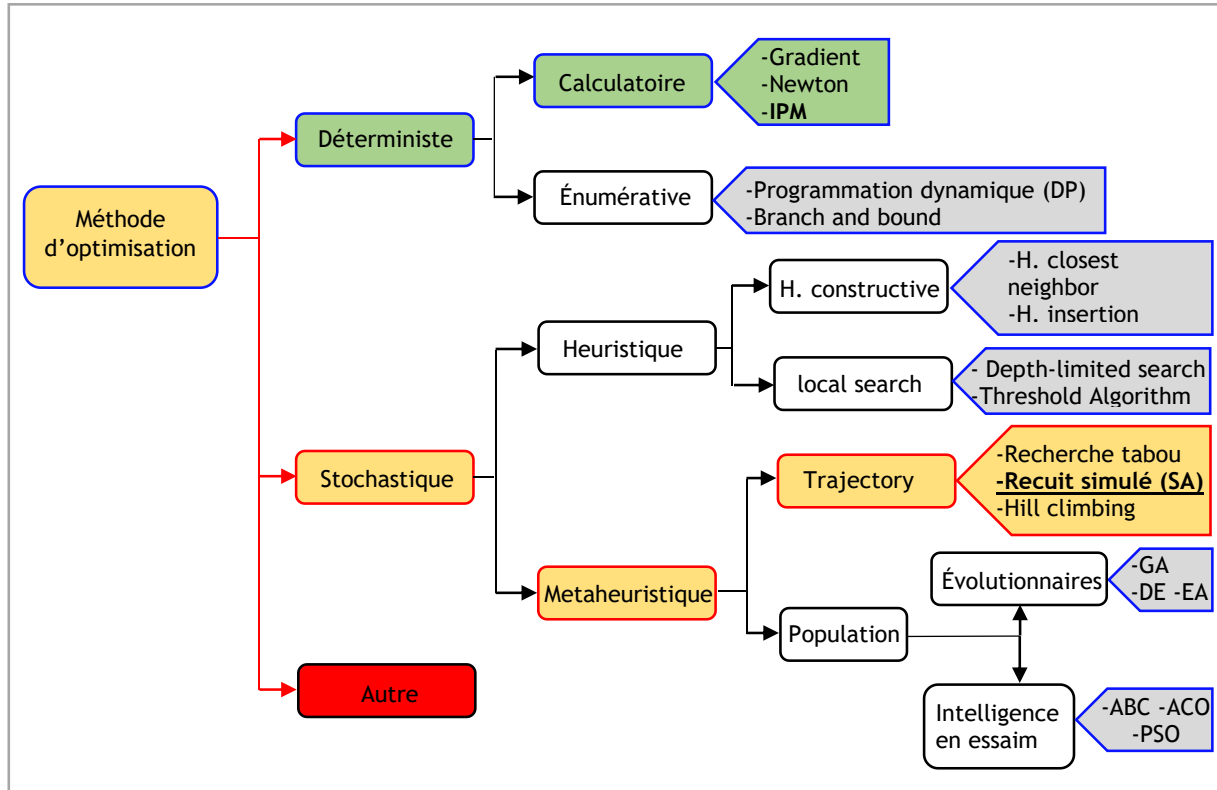 Méthode
d'optimisation
Déterministe
Calculatoire
-Gradient
-Newton
-IPM
Énumérative
-Programmation dynamique (DP)
-Branch and bound
Stochastique
Heuristique
H. constructive
-H. closest
neighbor
-H. insertion
local search
- Depth-limited search
-Threshold Algorithm
Metaheuristique
Trajectory
-Recherche tabou
-Recuit simulé (SA)
-Hill climbing
Population
Évolutionnaires
-GA
-DE -EA
Intelligence
en essaim
-ABC -ACO
-PSO
Autre